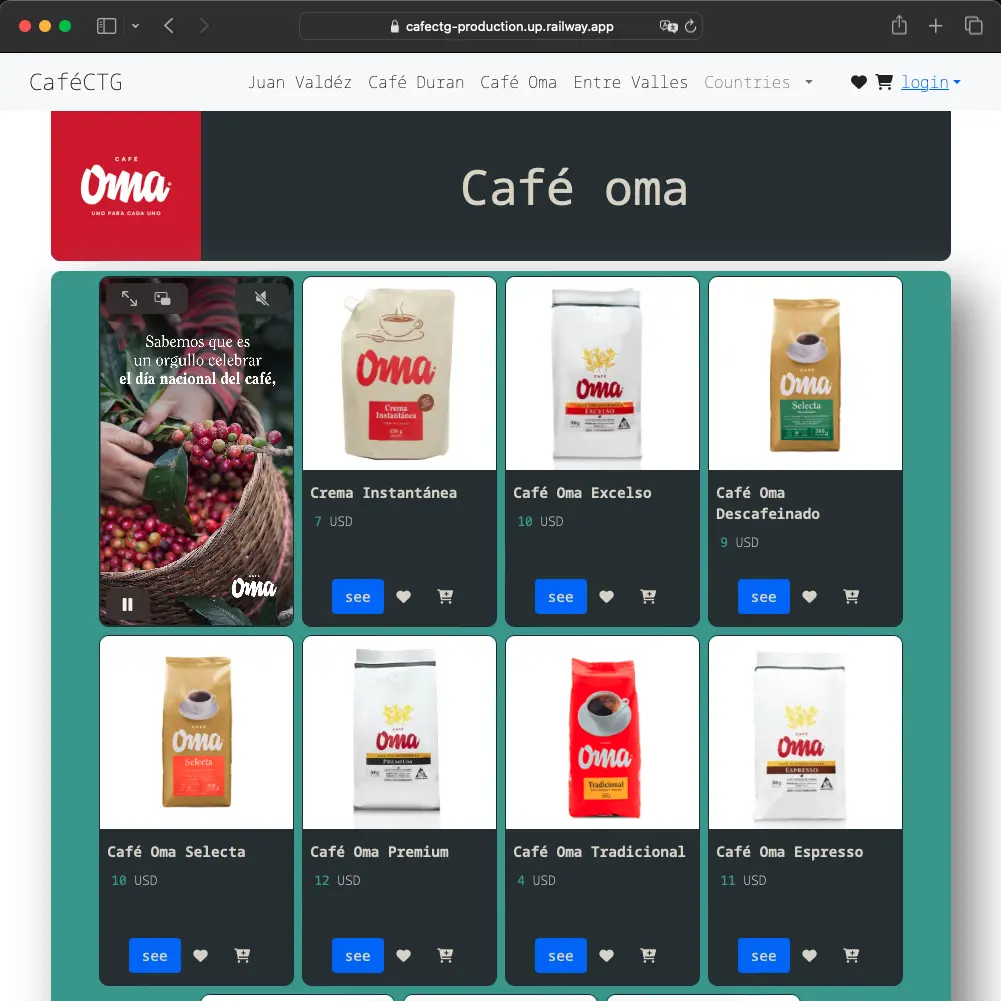 cafectg-production.up.railway.app
CaféCTG
Juan Valdéz Café Duran Café Oma Entre Valles Countries login
CAFÉ
Oma
UNO PARA CADA UNO
Café oma
Sabemos que es
un orgullo celebrar
el día nacional del café,
Oma
Oma
Crema
Instantánea
CAFÉ
Oma
EXCELSO
Oma
Selecta
Crema Instantánea
7 USD
see
Café Oma Excelso
10 USD
see
Café Oma
Descafeinado
9 USD
see
Oma
Selecta
CAFÉ
Oma
PREMIUM
Oma
Tradicional
CAFÉ
Oma
ESPRESSO
Café Oma Selecta
10 USD
see
Café Oma Premium
12 USD
see
Café Oma Tradicional
4 USD
see
Café Oma Espresso
11 USD
see